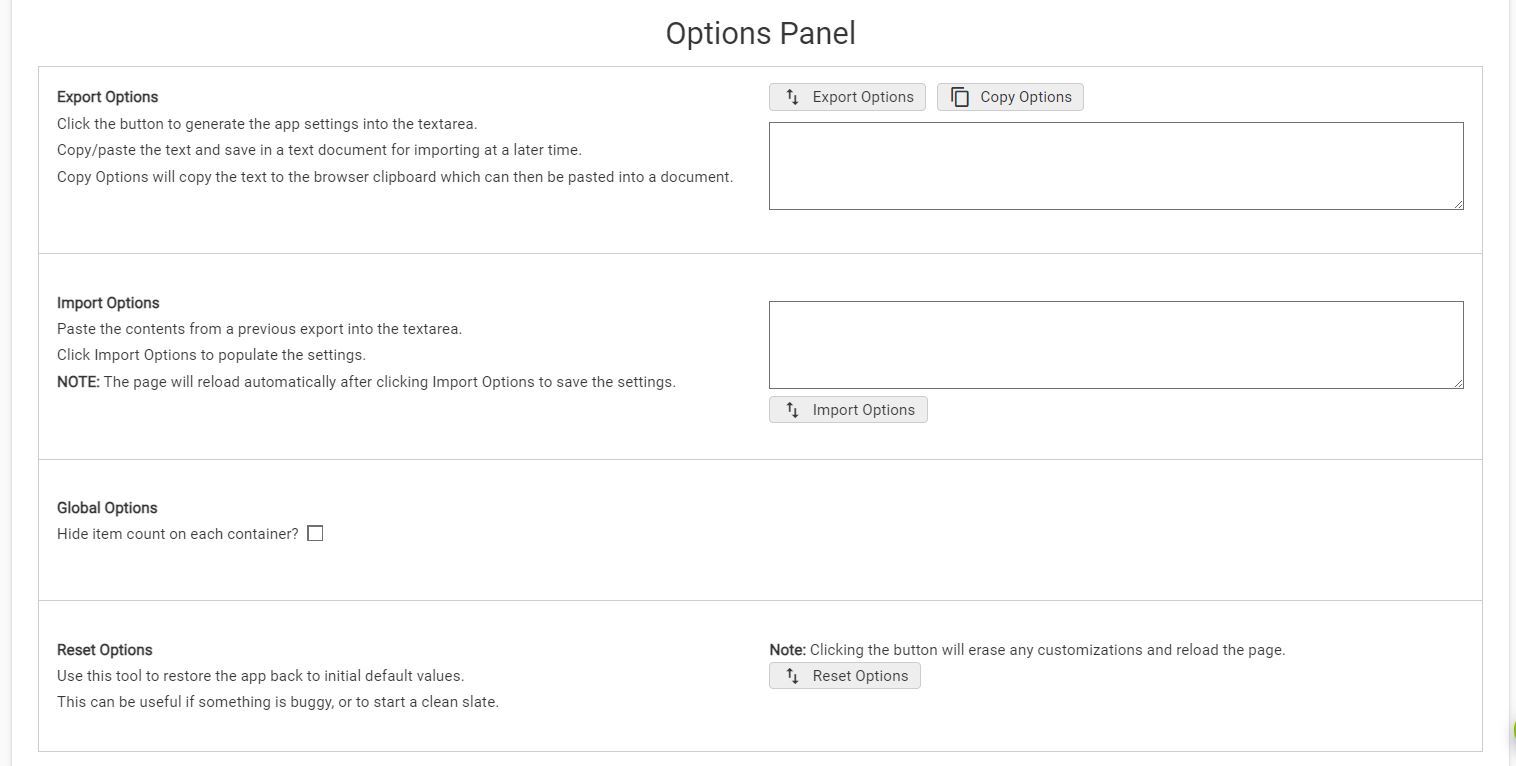 Options Panel
Export Options
Click the button to generate the app settings into the textarea.
Copy/paste the text and save in a text document for importing at a later time.
Copy Options will copy the text to the browser clipboard which can then be pasted into a document.
Export Options
Copy Options
Import Options
Paste the contents from a previous export into the textarea.
Click Import Options to populate the settings.
NOTE: The page will reload automatically after clicking Import Options to save the settings.
Import Options
Global Options
Hide item count on each container?
Reset Options
Use this tool to restore the app back to initial default values.
This can be useful if something is buggy, or to start a clean slate.
Note: Clicking the button will erase any customizations and reload the page.
Reset Options